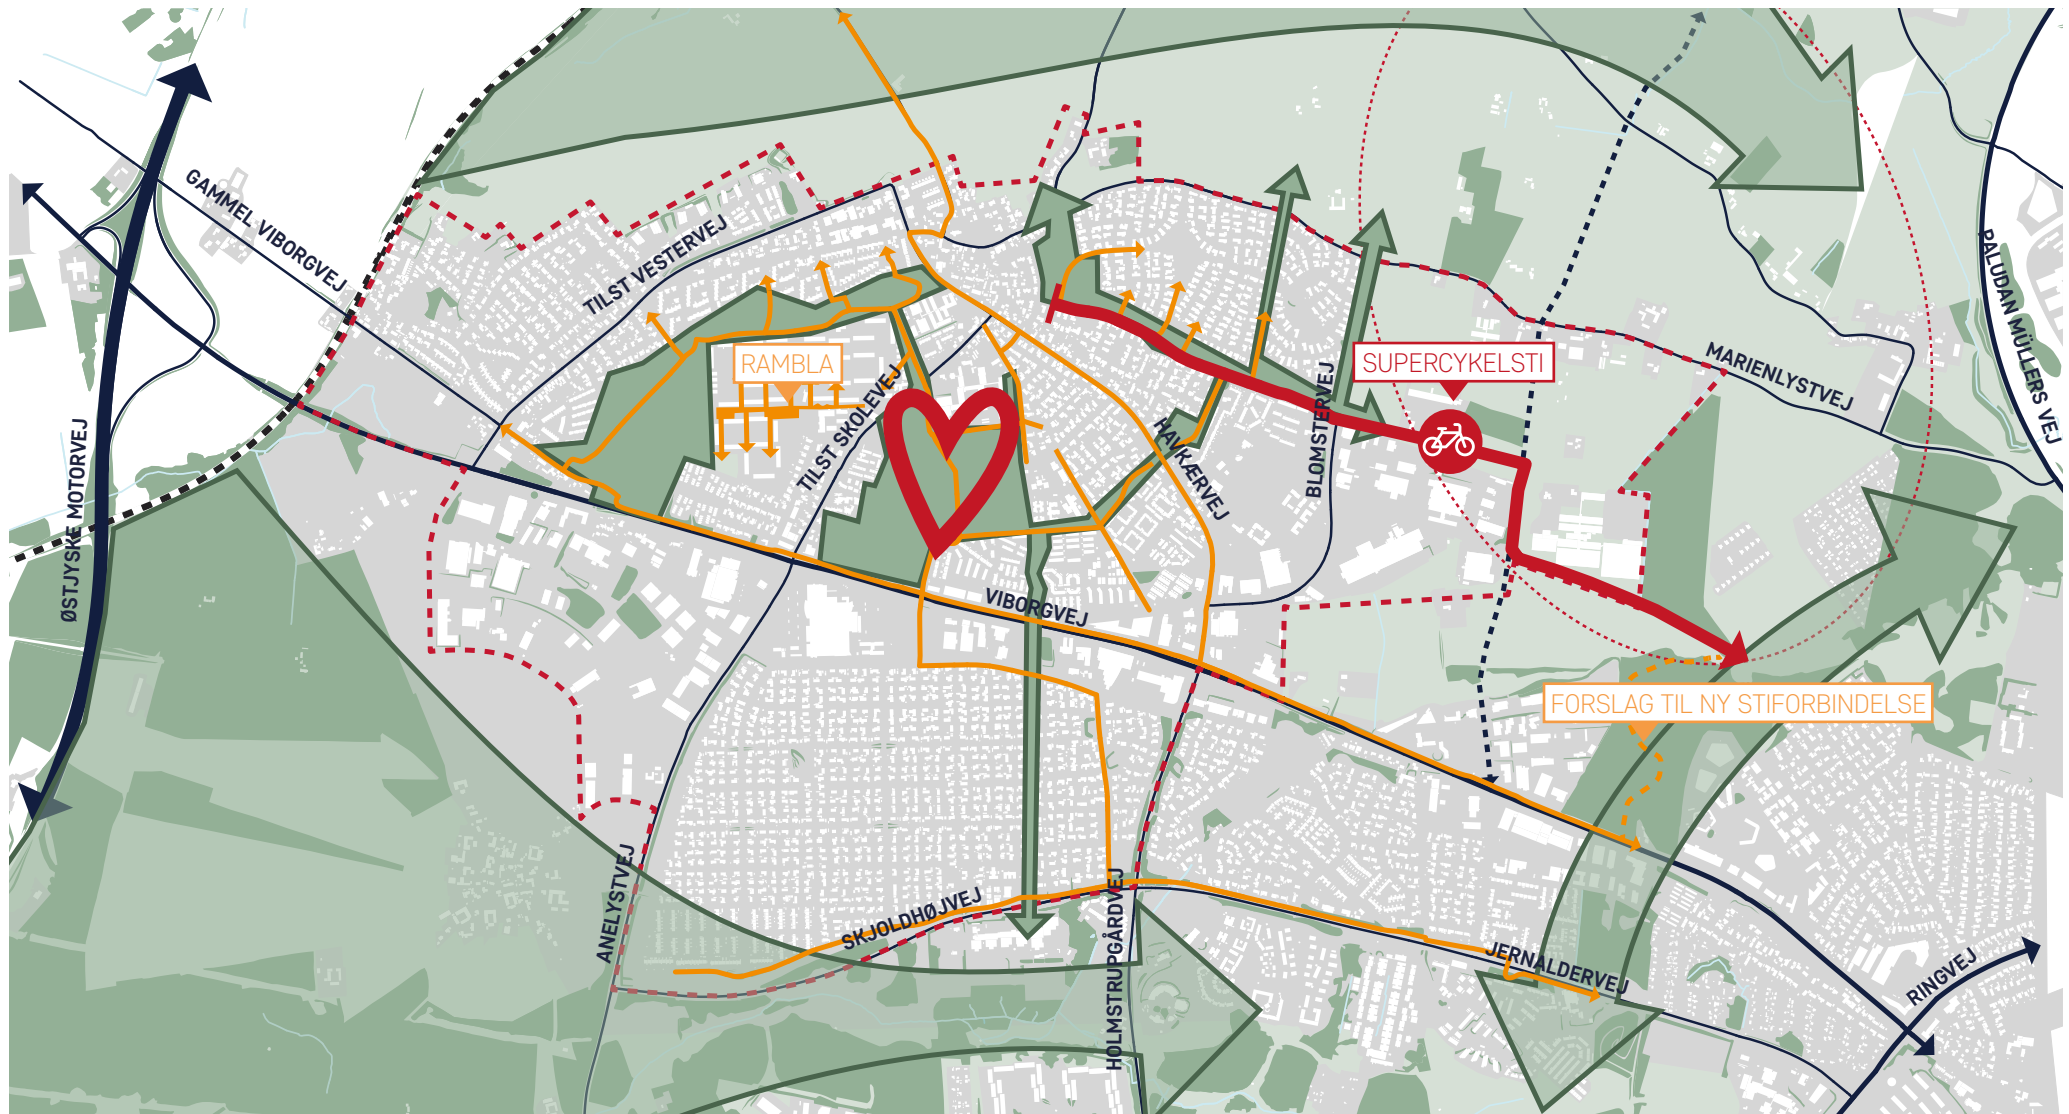 GAMMEL VIBORGVEJ
TILST VESTERVEJ
PALUDAN MÜLLERS VEJ
RAMBLA
SUPERCYKELSTI
MARIENLYSTVEJ
TILST SKOLEVEJ
HAVKÆRVEJ
BLOMSTERVEJ
ØSTJYSKE MOTORVEJ
VIBORGVEJ
FORSLAG TIL NY STIFORBINDELSE
ANELYSTVEJ
SKJOLDHØJVEJ
HOLMSTRUPGÅRDVEJ
JERNALDERVEJ
RINGVEJ